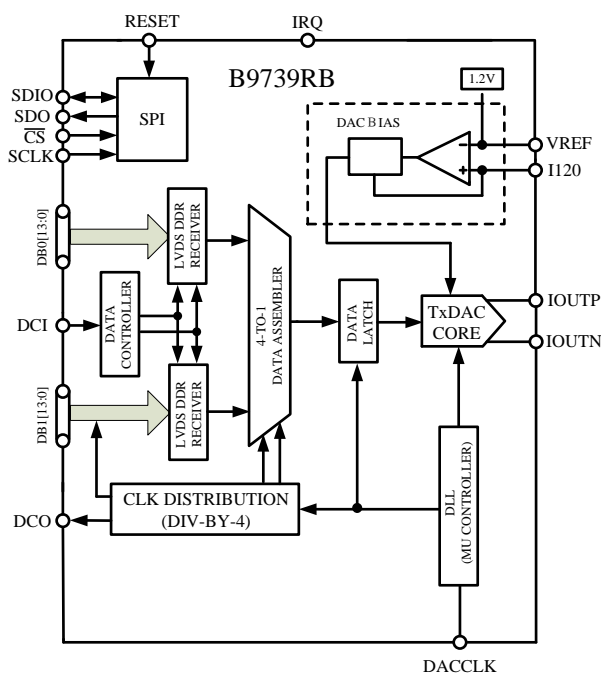 RESET
IRQ
B9739RB
1.2V
SDIO
SDO
CS
SCLK
SPI
DAC BIAS
-
+
VREF
I120
DB0[13:0]
LVDS DDR
RECEIVER
DCI
DATA
CONTROLLER
4-TO-1
DATA ASSEMBLER
DATA
LATCH
TxDAC
CORE
IOUTP
IOUTN
DB1[13:0]
LVDS DDR
RECEIVER
CLK DISTRIBUTION
(DIV-BY-4)
DCO
DLL
(MU CONTROLLER)
DACCLK